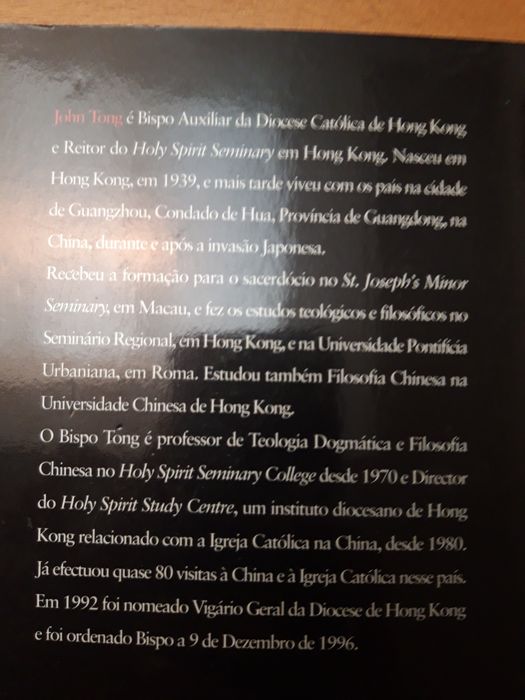 John Tong é Bispo Auxiliar da Diocese Católica de Hong Kong
e Reitor do Holy Spirit Seminary em Hong Kong. Nasceu em
Hong Kong, em 1939, e mais tarde viveu com os pais na cidade
de Guangzhou, Condado de Hua, Província de Guangdong, na
China, durante e após a invasão Japonesa.
Recebeu a formação para o sacerdócio no St. Joseph's Minor
Seminary, em Macau, e fez os estudos teológicos e filosóficos no
Seminário Regional, em Hong Kong, e na Universidade Pontifícia
Urbaniana, em Roma. Estudou também Filosofia Chinesa na
Universidade Chinesa de Hong Kong.
O Bispo Tong é professor de Teologia Dogmática e Filosofia
Chinesa no Holy Spirit Seminary College desde 1970 e Director
do Holy Spirit Study Centre, um instituto diocesano de Hong
Kong relacionado com a Igreja Católica na China, desde 1980.
Já efectuou quase 80 visitas à China e à Igreja Católica nesse país.
Em 1992 foi nomeado Vigário Geral da Diocese de Hong Kong
e foi ordenado Bispo a 9 de Dezembro de 1996.